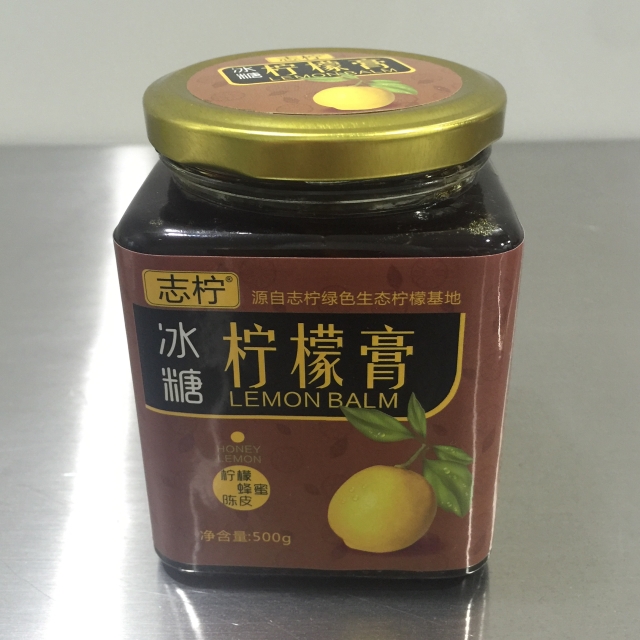 志柠
冰糖
柠檬膏
LEMON BALM
志柠®
源自志柠绿色生态柠檬基地
冰糖
柠檬膏
LEMON BALM
HONEY
LEMON
柠檬
蜂蜜
陈皮
净含量:500g